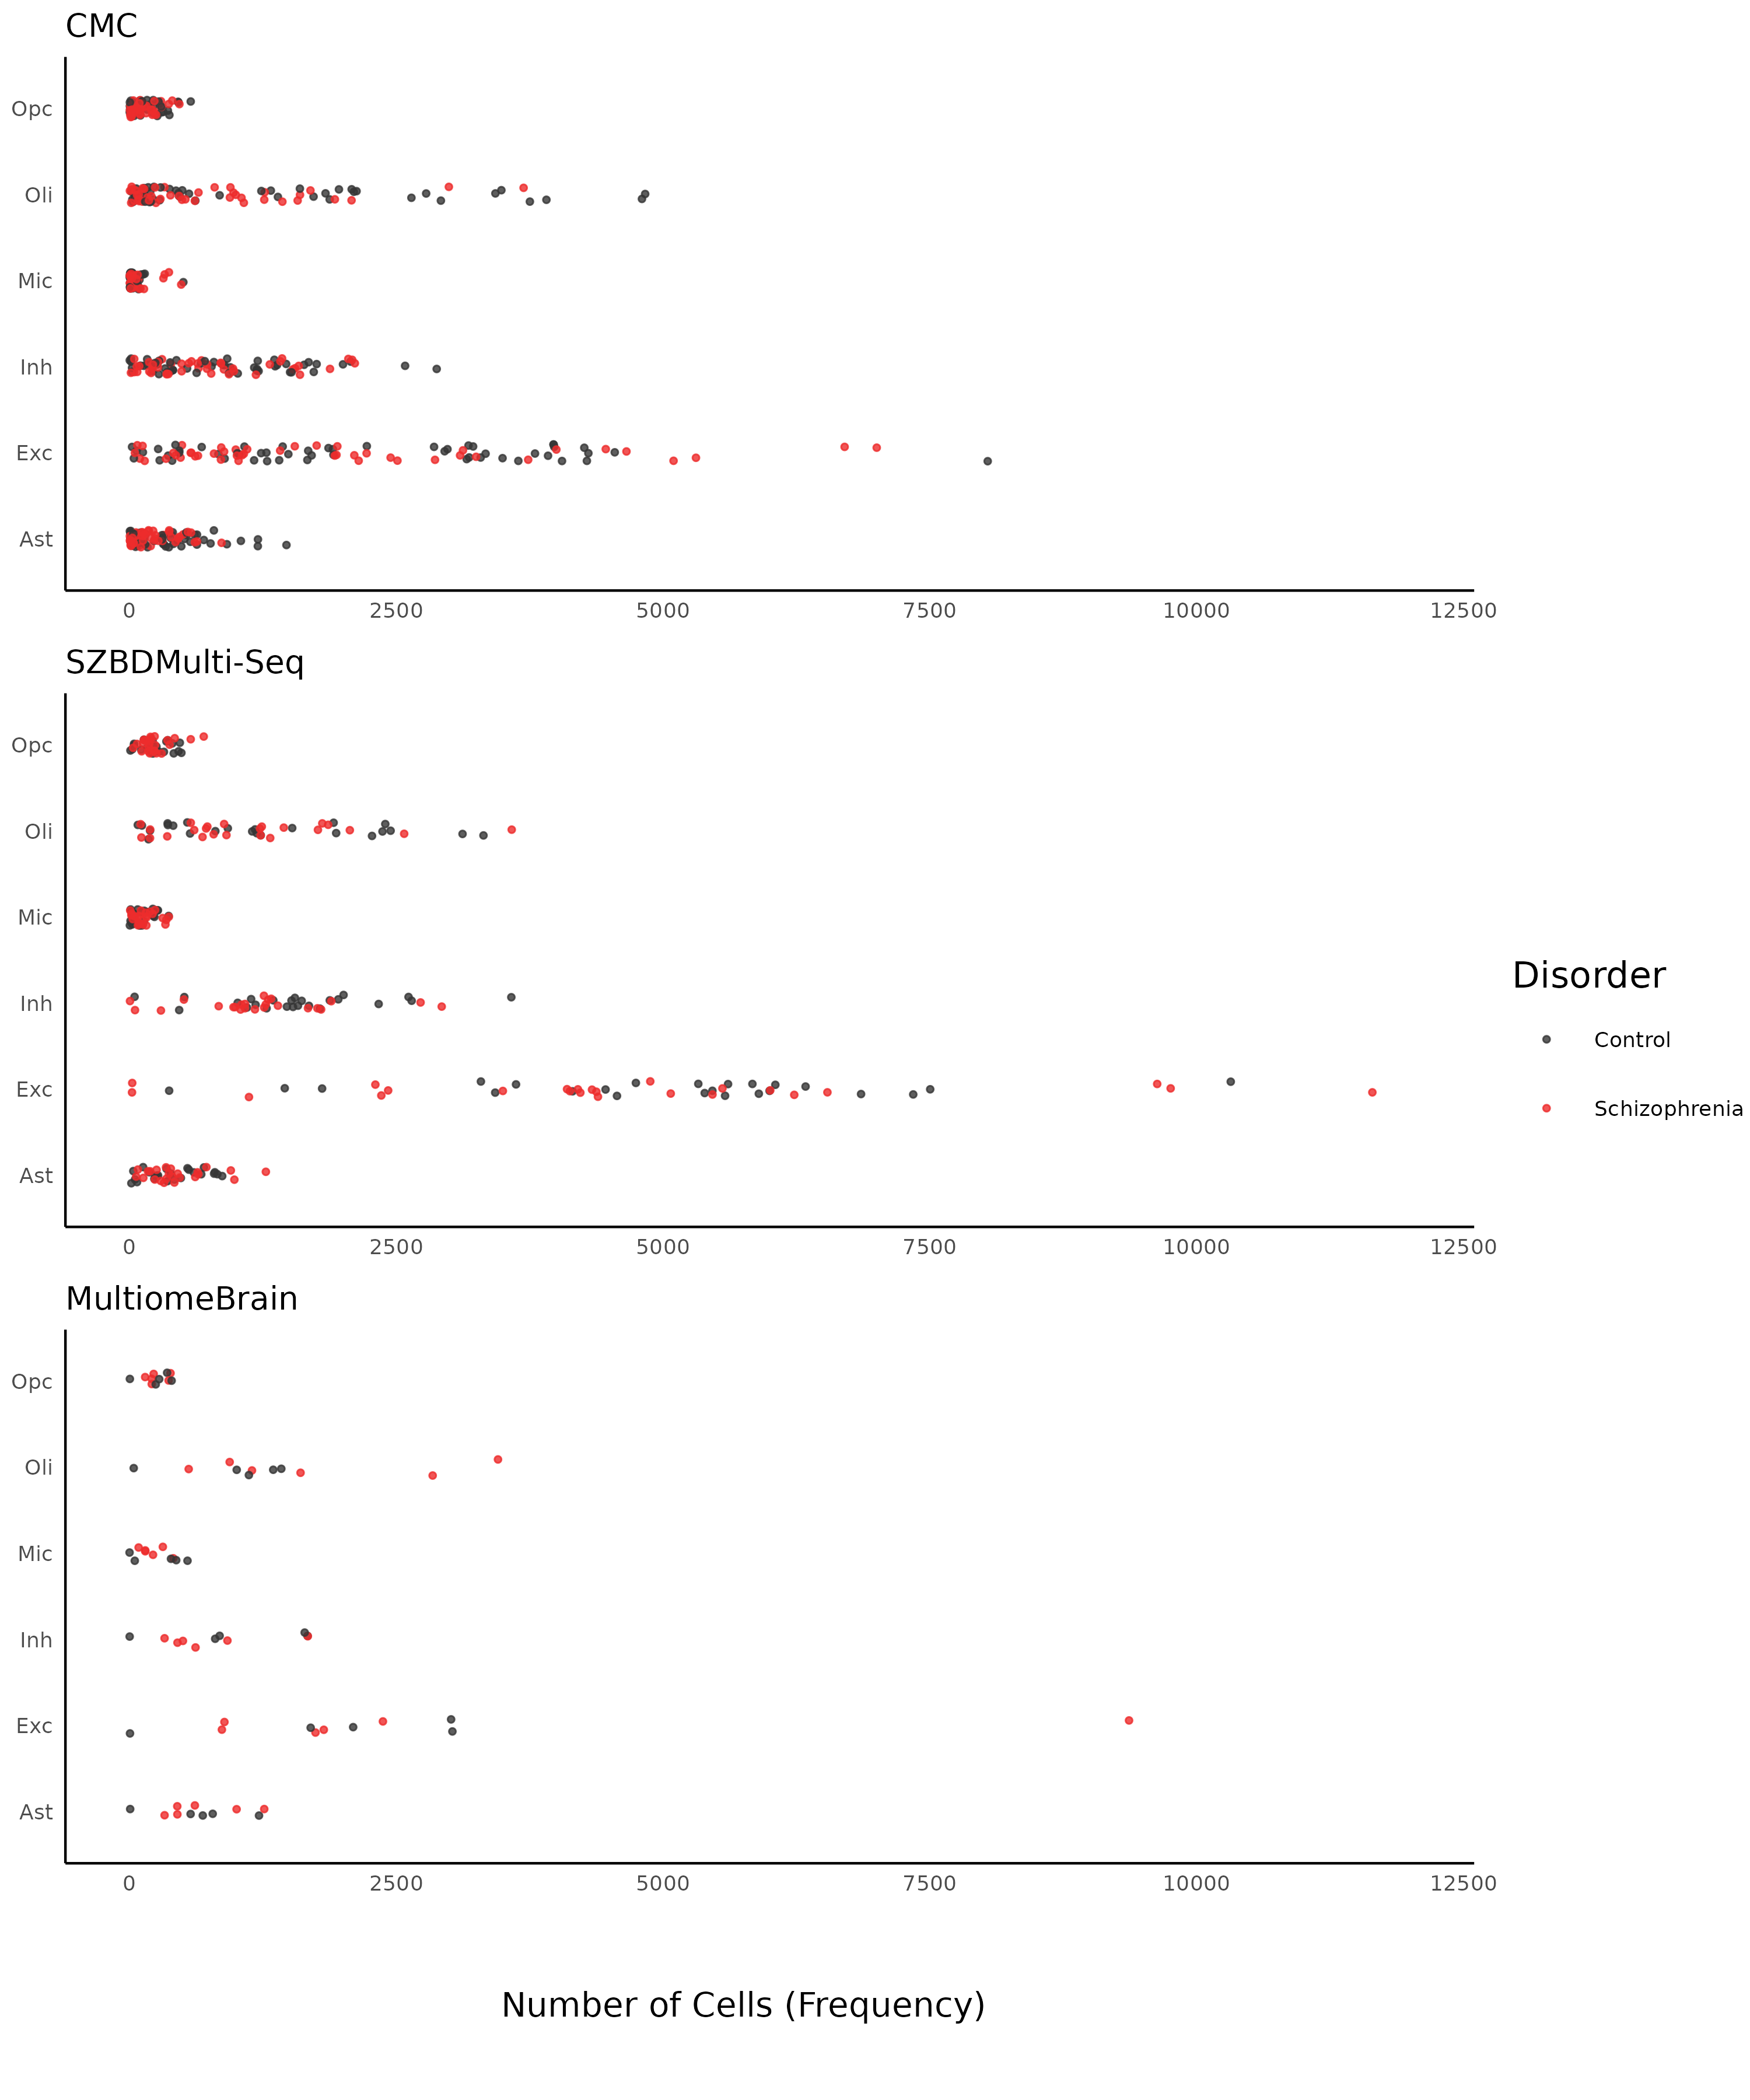 CMC
Opc
Oli
Mic
Inh
Exc
Ast
0 2500 5000 7500 10000 12500
SZBDMulti-Seq
Opc
Oli
Mic
Inh
Exc
Ast
0 2500 5000 7500 10000 12500
MultiomeBrain
Opc
Oli
Mic
Inh
Exc
Ast
0 2500 5000 7500 10000 12500
Number of Cells (Frequency)
Disorder
Control
Schizophrenia